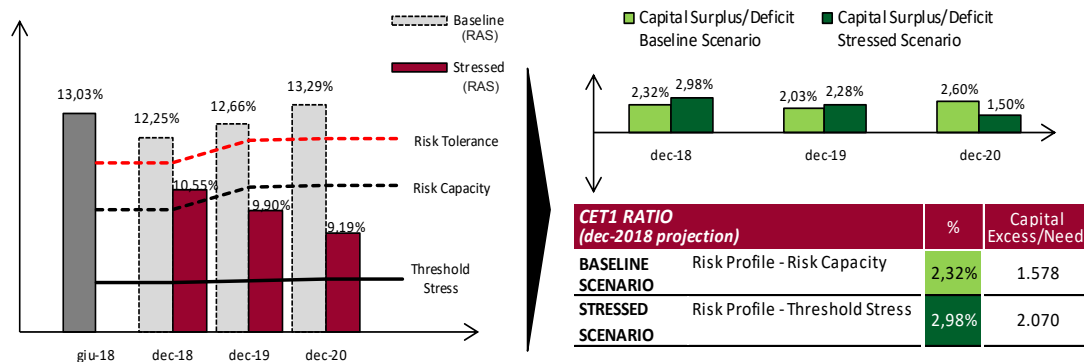 Baseline
(RAS)
Stressed
(RAS)
13,03%
12,25%
12,66%
13,29%
10,55%
9,90%
9,19%
Risk Tolerance
Risk Capacity
Threshold
Stress
giu-18
dec-18
dec-19
dec-20
Capital Surplus/Deficit
Baseline Scenario
Capital Surplus/Deficit
Stressed Scenario
2,32%
2,98%
2,03%
2,28%
2,60%
1,50%
dec-18
dec-19
dec-20
CET1 RATIO
(dec-2018 projection)
%
Capital
Excess/Need
BASELINE
SCENARIO
Risk Profile - Risk Capacity
2,32%
1.578
STRESSED
SCENARIO
Risk Profile - Threshold Stress
2,98%
2.070